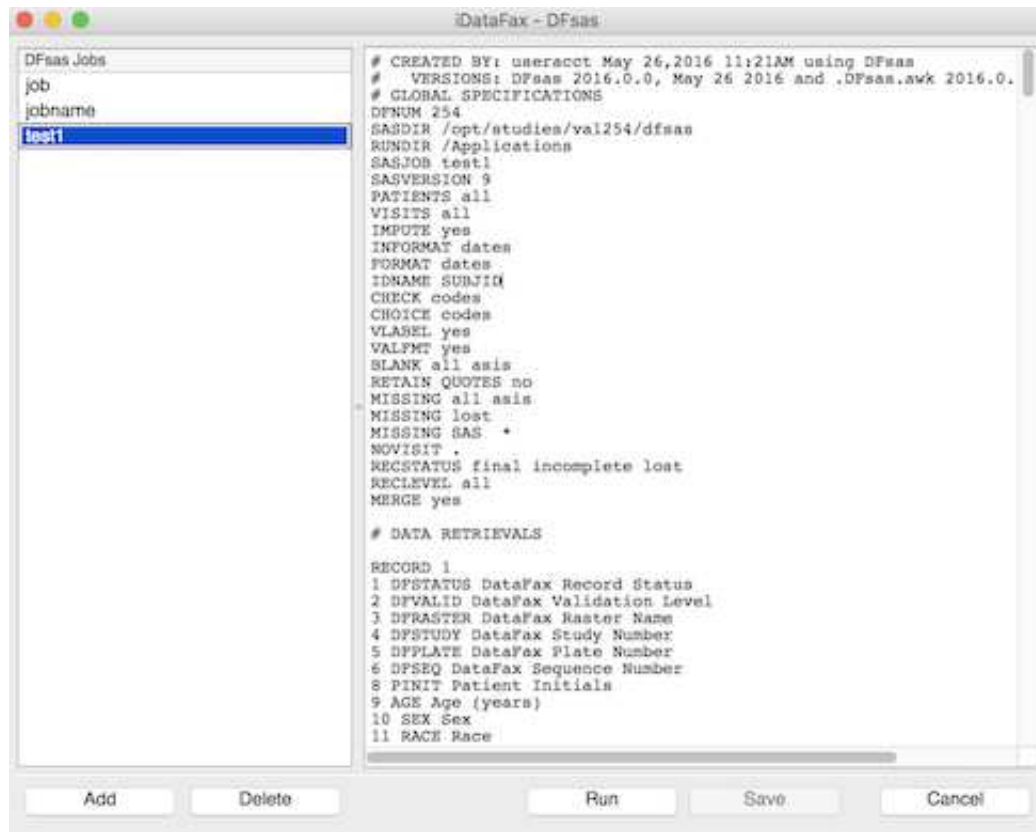 iDataFax - DFsas
DFsas Jobs
job
jobname
test1
# CREATED BY: useracct May 26,2016 11:21AM using DFsas
# VERSIONS: DFsas 2016.0.0, May 26 2016 and .DFsas.awk 2016.0.
# GLOBAL SPECIFICATIONS
DFNUM 254
SASDIR /opt/studies/val254/dfsas
RUNDIR /Applications
SASJOB test1
SASVERSION 9
PATIENTS all
VISITS all
IMPUTE yes
INFORMAT dates
FORMAT dates
IDNAME SUBJID
CHECK codes
CHOICE codes
VLABEL yes
VALFMT yes
BLANK all asis
RETAIN QUOTES no
MISSING all asis
MISSING lost
MISSING SAS *
NOVISIT .
RECSTATUS final incomplete lost
RECLEVEL all
MERGE yes
# DATA RETRIEVALS
RECORD 1
1 DFSTATUS DataFax Record Status
2 DFVALID DataFax Validation Level
3 DFRASTER DataFax Raster Name
4 DFSTUDY DataFax Study Number
5 DFPLATE DataFax Plate Number
6 DFSEQ DataFax Sequence Number
8 PINIT Patient Initials
9 AGE Age (years)
10 SEX Sex
11 RACE Race
Add Delete Run Save Cancel